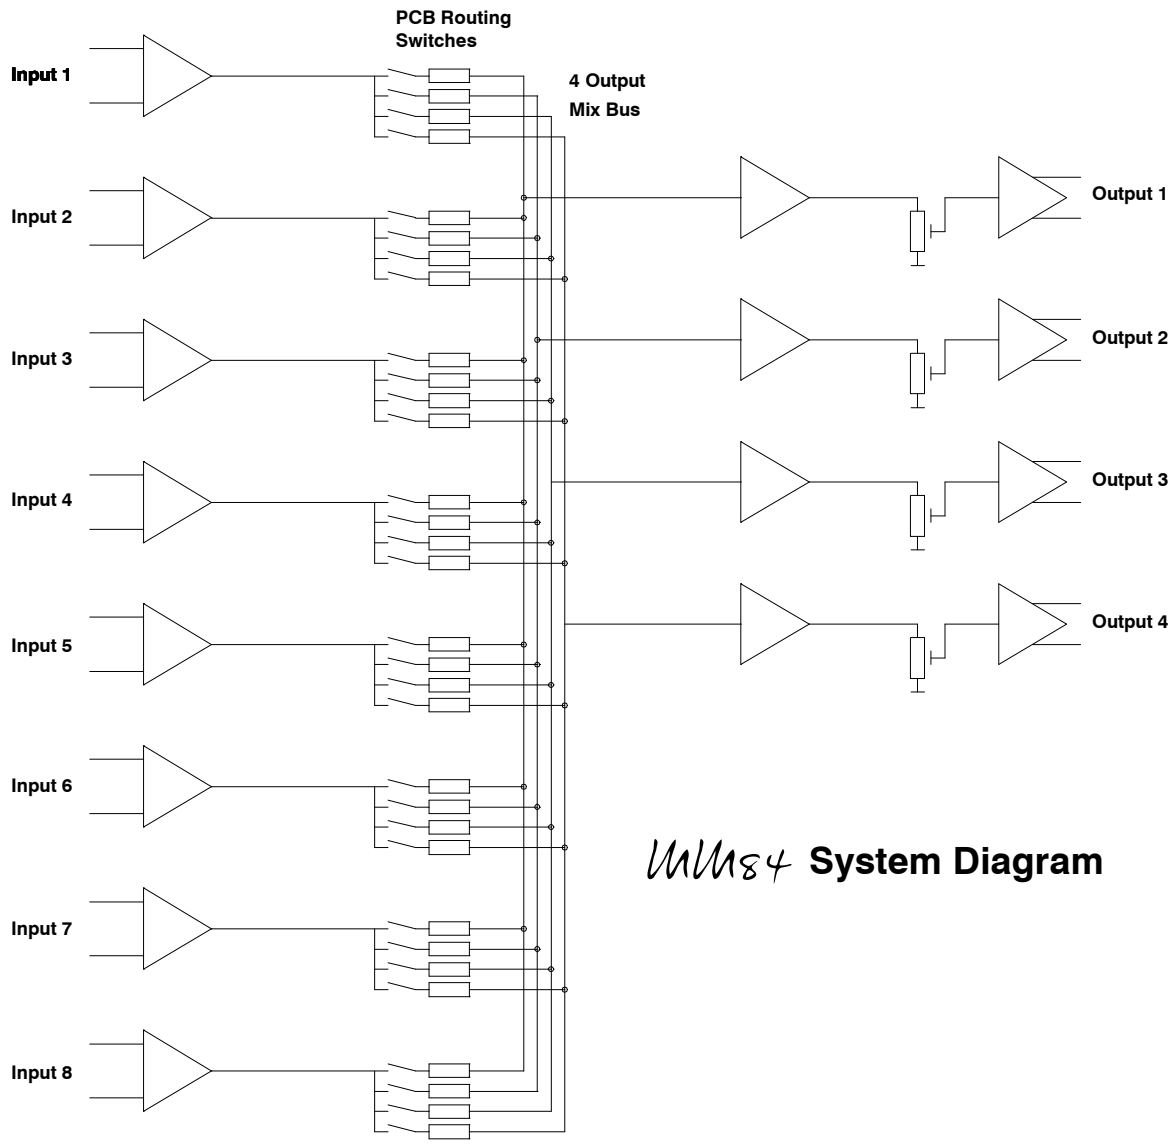 PCB Routing
Switches
4 Output
Mix Bus
Input 1
Input 2
Input 3
Input 4
Input 5
Input 6
Input 7
Input 8
Output 1
Output 2
Output 3
Output 4
MM84 System Diagram